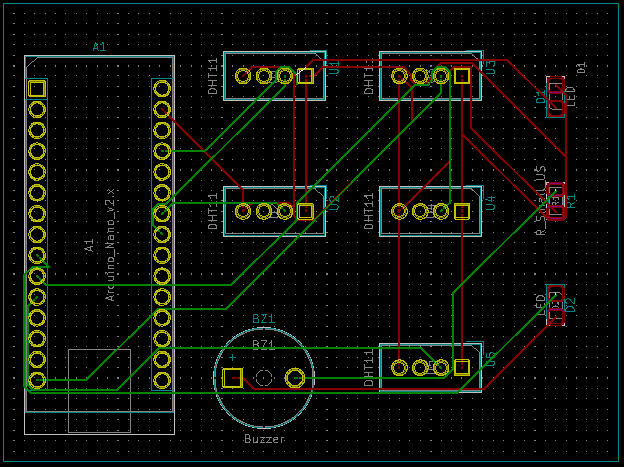 A1
A1
Arduino_Nano_v2.x
DHT11
U1
DHT11
U3
D1
LED
D1
DHT11
U2
DHT11
U4
R_Small_US
R1
LED
D2
BZ1
BZ1
+
Buzzer
DHT11
U5